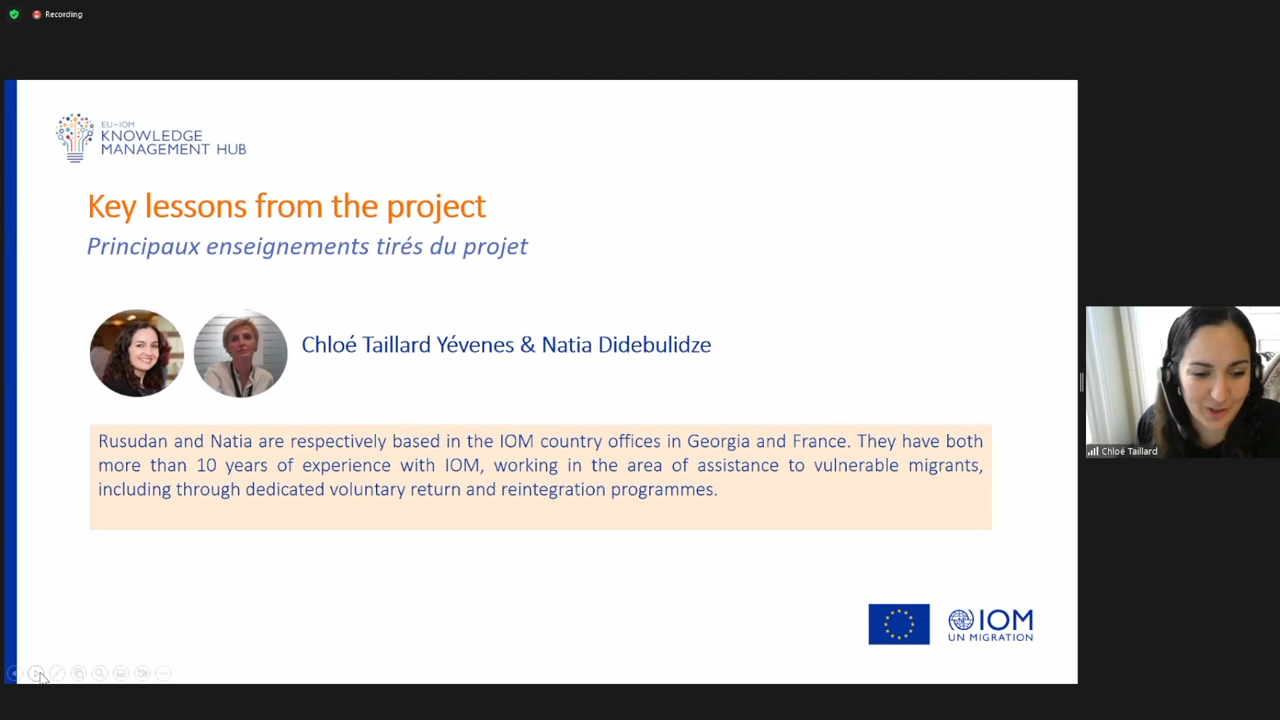 Recording
EU-IOM
KNOWLEDGE
MANAGEMENT HUB
Key lessons from the project
Principaux enseignements tirés du projet
Chloé Taillard Yévenes & Natia Didebulidze
Rusudan and Natia are respectively based in the IOM country offices in Georgia and France. They have both
more than 10 years of experience with IOM, working in the area of assistance to vulnerable migrants,
including through dedicated voluntary return and reintegration programmes.
Chloé Taillard
IOM
UN MIGRATION